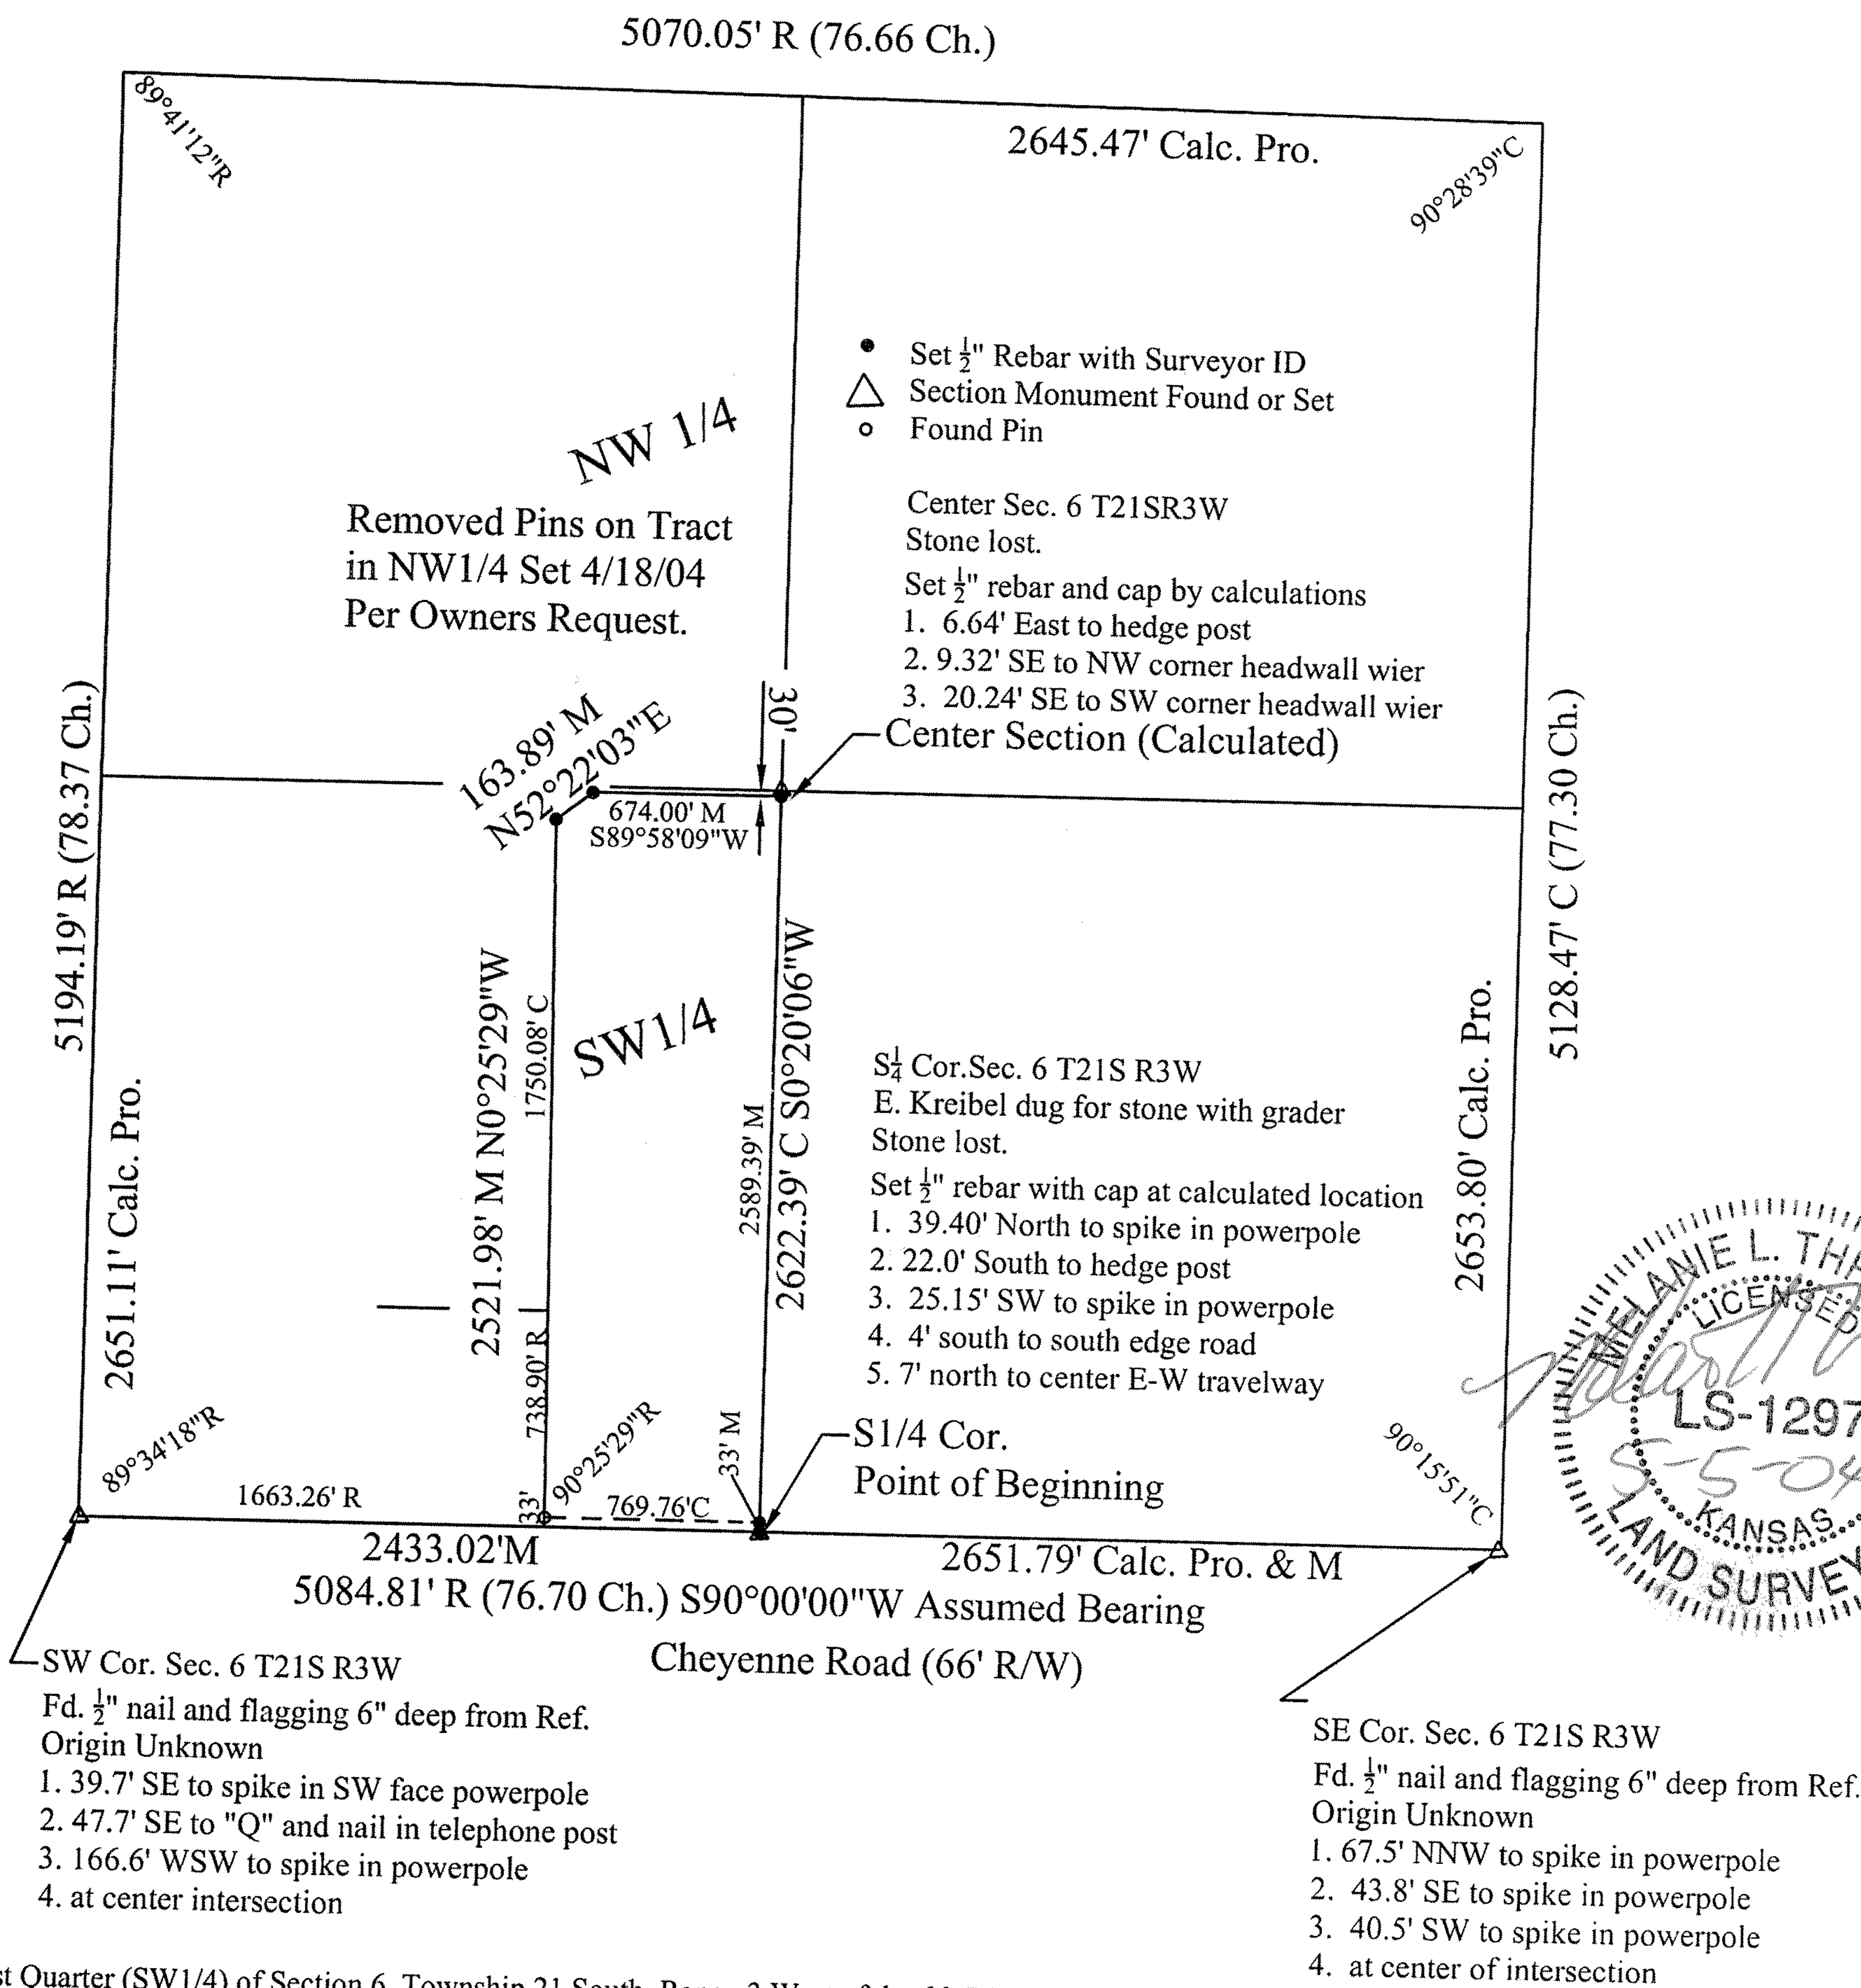 5070.05' R (76.66 Ch.)
89°41'12"R
2645.47' Calc. Pro.
90°28'39"C
Set ½" Rebar with Surveyor ID
Section Monument Found or Set
Found Pin
NW 1/4
Removed Pins on Tract
in NW1/4 Set 4/18/04
Per Owners Request.
Center Sec. 6 T21SR3W
Stone lost.
Set ½" rebar and cap by calculations
1. 6.64' East to hedge post
2. 9.32' SE to NW corner headwall wier
3. 20.24' SE to SW corner headwall wier
Center Section (Calculated)
30'
163.89' M
N52°22'03"E
674.00' M
S89°58'09"W
5194.19' R (78.37 Ch.)
5128.47' C (77.30 Ch.)
2651.11' Calc. Pro.
2521.98' M N0°25'29"W
1750.08' C
738.90' R
SW1/4
2589.39' M
2622.39' C S0°20'06"W
2653.80' Calc. Pro.
S¼ Cor.Sec. 6 T21S R3W
E. Kreibel dug for stone with grader
Stone lost.
Set ½" rebar with cap at calculated location
1. 39.40' North to spike in powerpole
2. 22.0' South to hedge post
3. 25.15' SW to spike in powerpole
4. 4' south to south edge road
5. 7' north to center E-W travelway
S1/4 Cor.
Point of Beginning
89°34'18"R
90°25'29"R
33' M
90°15'51"C
1663.26' R
33'
769.76'C
2433.02'M
2651.79' Calc. Pro. & M
5084.81' R (76.70 Ch.) S90°00'00"W Assumed Bearing
Cheyenne Road (66' R/W)
MELANIE L.
LICENSED
LS-1297
5-5-04
KANSAS
LAND
SW Cor. Sec. 6 T21S R3W
Fd. ½" nail and flagging 6" deep from Ref.
Origin Unknown
1. 39.7' SE to spike in SW face powerpole
2. 47.7' SE to "Q" and nail in telephone post
3. 166.6' WSW to spike in powerpole
4. at center intersection
SE Cor. Sec. 6 T21S R3W
Fd. ½" nail and flagging 6" deep from Ref.
Origin Unknown
1. 67.5' NNW to spike in powerpole
2. 43.8' SE to spike in powerpole
3. 40.5' SW to spike in powerpole
4. at center of intersection
Quarter (SW1/4) of Section 6, Township 21 South,